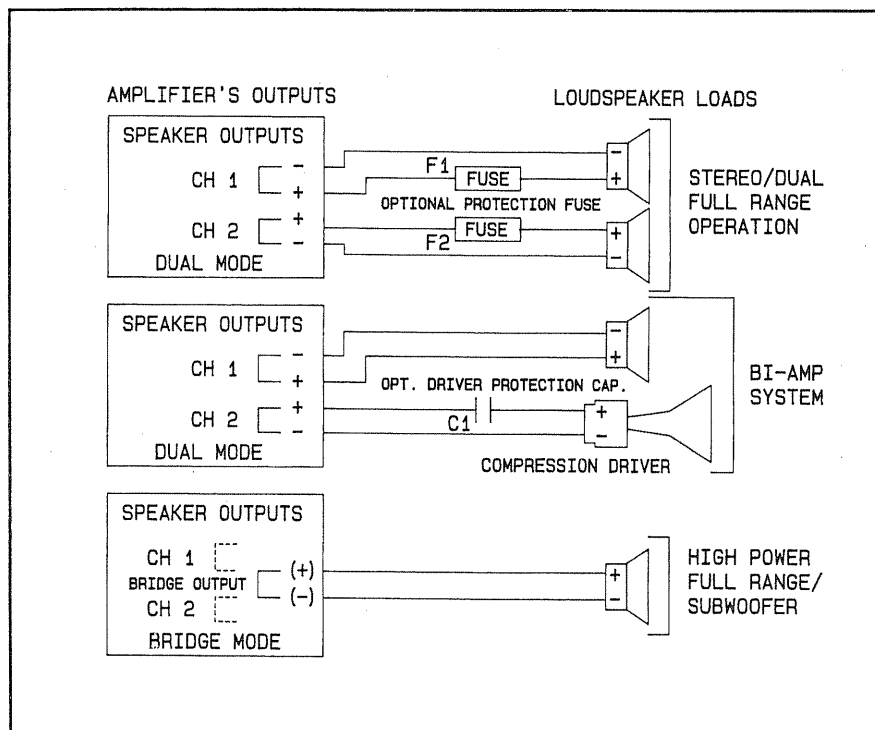 AMPLIFIER'S OUTPUTS
LOUDSPEAKER LOADS
SPEAKER OUTPUTS
CH 1
-
+
CH 2
+
-
DUAL MODE
F1
FUSE
OPTIONAL PROTECTION FUSE
FUSE
F2
-
+
+
-
STEREO/DUAL
FULL RANGE
OPERATION
SPEAKER OUTPUTS
CH 1
-
+
CH 2
+
-
DUAL MODE
OPT. DRIVER PROTECTION CAP.
C1
-
+
+
-
COMPRESSION DRIVER
BI-AMP
SYSTEM
SPEAKER OUTPUTS
CH 1
BRIDGE OUTPUT
CH 2
(+)
(-)
BRIDGE MODE
+
-
HIGH POWER
FULL RANGE/
SUBWOOFER